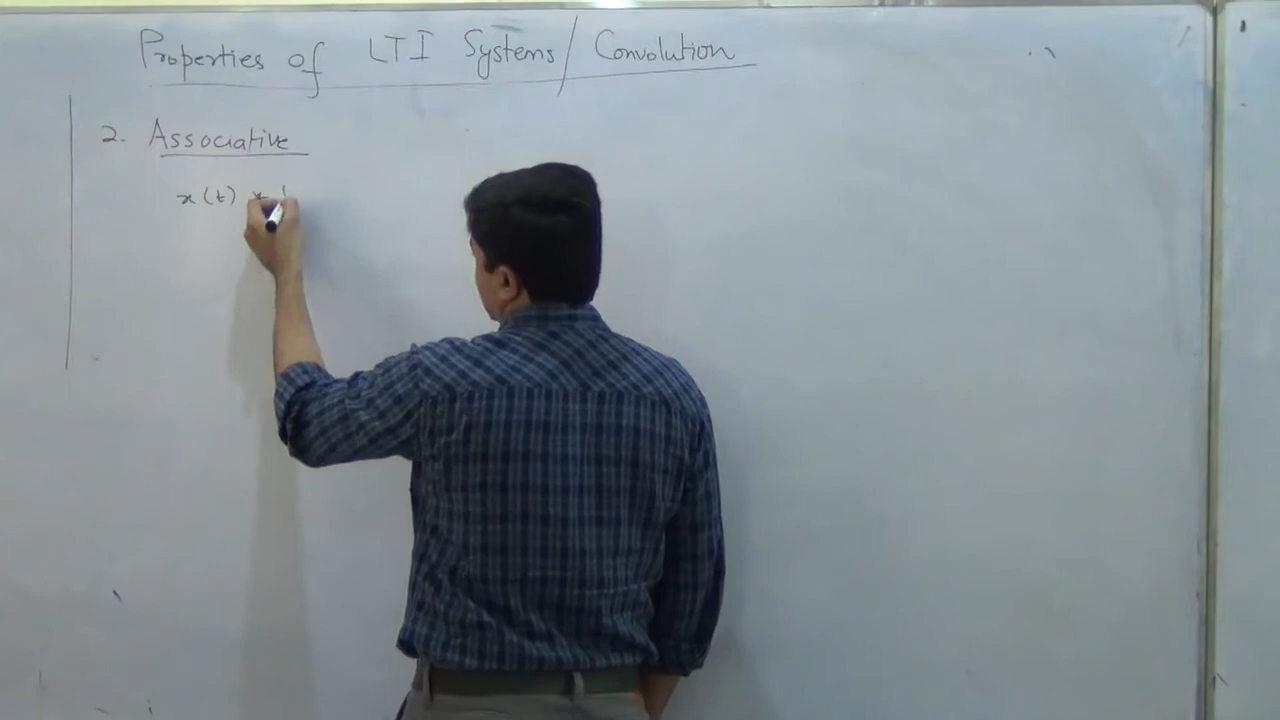 Properties of LTI Systems / Convolution
2. Associative
x(t) *